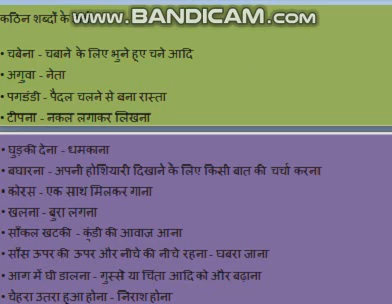 कठिन शब्दों के
www.BANDICAM.COM
• चबेना - चबाने के लिए भुने हुए चने आदि
• अगुवा - नेता
• पगडंडी - पैदल चलने से बना रास्ता
• टीपना - नकल लगाकर लिखना
• घुड़की देना - धमकाना
• बघारना - अपनी होशियारी दिखाने के लिए किसी बात की चर्चा करना
• कोरस - एक साथ मिलकर गाना
• खलना - बुरा लगना
• साँकल खटकी - कुंडी की आवाज़ आना
• साँस ऊपर की ऊपर और नीचे की नीचे रहना- घबरा जाना
• आग में घी डालना - गुस्से या चिंता आदि को और बढ़ाना
• चेहरा उतरा हुआ होना - निराश होना